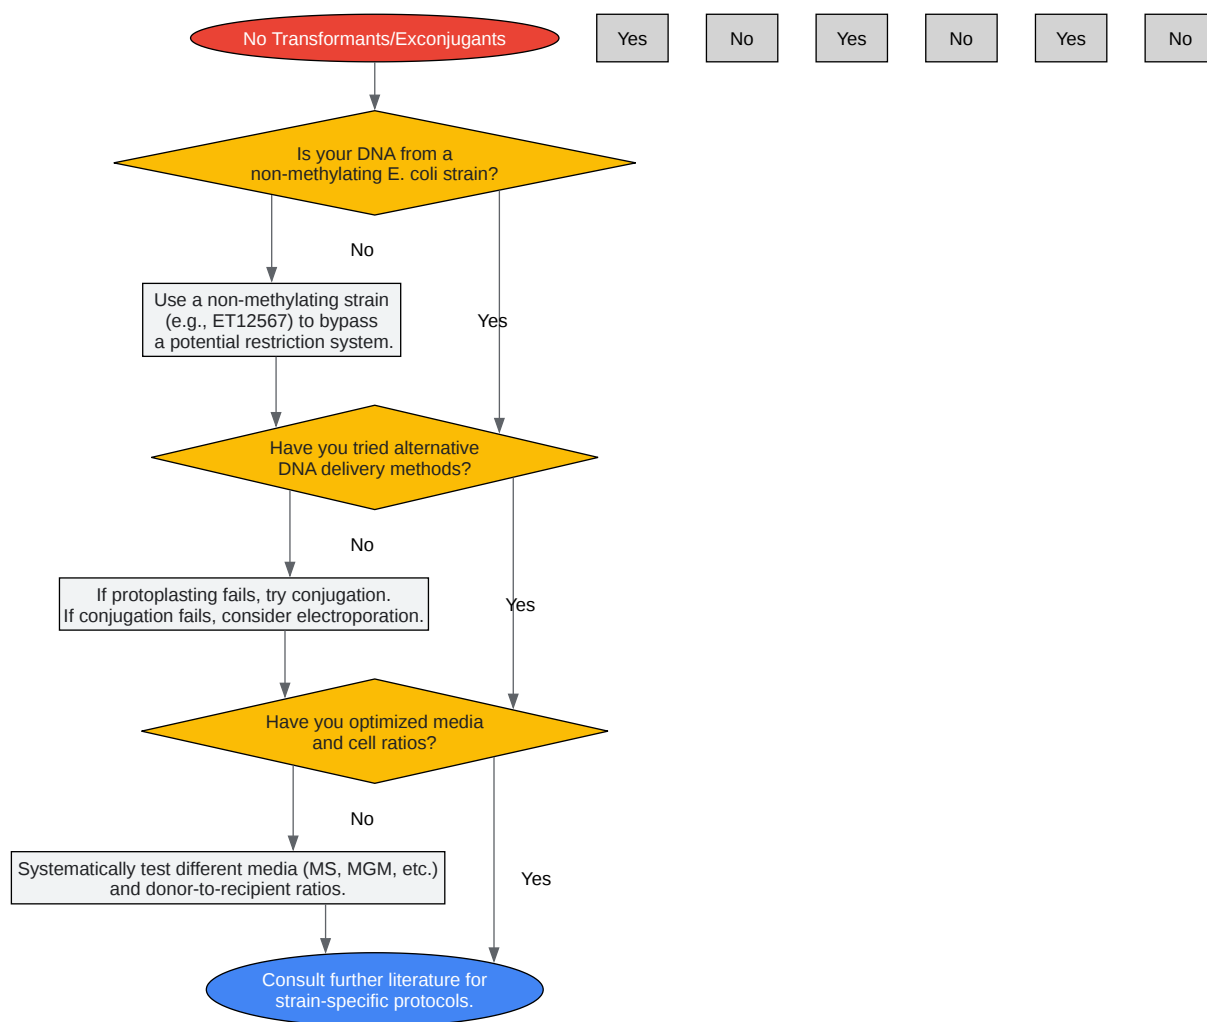 No Transformants/Exconjugants
Yes
No
Yes
No
Yes
No
Is your DNA from a
non-methylating E. coli strain?
No
Use a non-methylating strain
(e.g., ET12567) to bypass
a potential restriction system.
Yes
Have you tried alternative
DNA delivery methods?
No
If protoplasting fails, try conjugation.
If conjugation fails, consider electroporation.
Yes
Have you optimized media
and cell ratios?
No
Systematically test different media (MS, MGM, etc.)
and donor-to-recipient ratios.
Yes
Consult further literature for
strain-specific protocols.